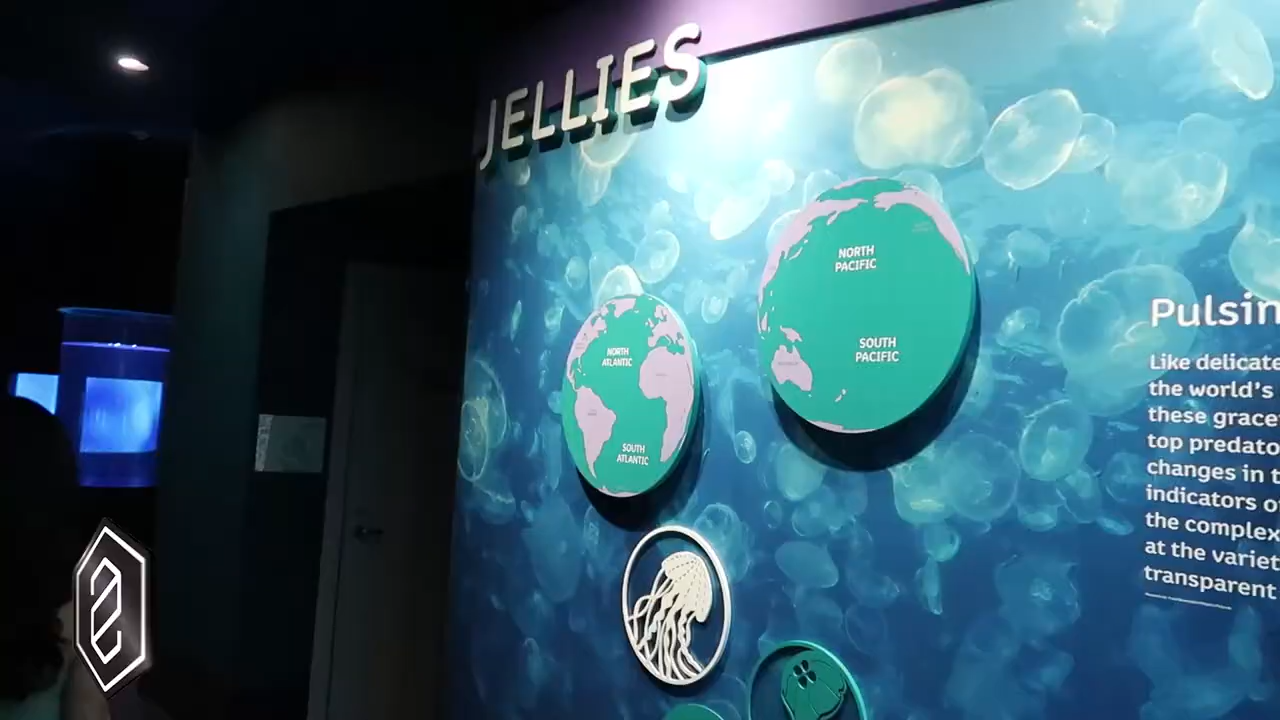 JELLIES
NORTH
PACIFIC
SOUTH
PACIFIC
NORTH
ATLANTIC
SOUTH
ATLANTIC
Pulsin
Like delicate
the world's
these grace
top predato
changes in t
indicators o
the complex
at the variet
transparent